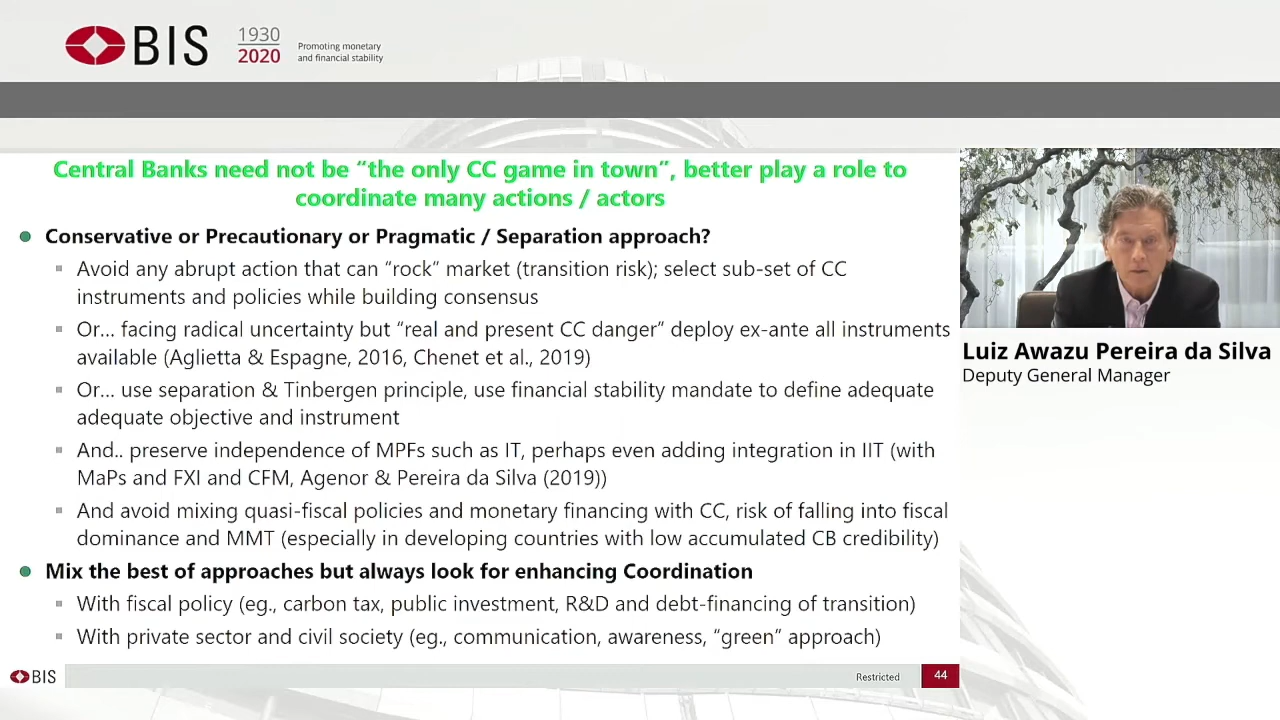 BIS
1930
2020
Promoting monetary
and financial stability
Central Banks need not be “the only CC game in town”, better play a role to
coordinate many actions / actors
Conservative or Precautionary or Pragmatic / Separation approach?
Avoid any abrupt action that can “rock” market (transition risk); select sub-set of CC
instruments and policies while building consensus
Or... facing radical uncertainty but “real and present CC danger” deploy ex-ante all instruments
available (Aglietta & Espagne, 2016, Chenet et al., 2019)
Or... use separation & Tinbergen principle, use financial stability mandate to define adequate
adequate objective and instrument
And.. preserve independence of MPFs such as IT, perhaps even adding integration in IIT (with
MaPs and FXI and CFM, Agenor & Pereira da Silva (2019))
And avoid mixing quasi-fiscal policies and monetary financing with CC, risk of falling into fiscal
dominance and MMT (especially in developing countries with low accumulated CB credibility)
Mix the best of approaches but always look for enhancing Coordination
With fiscal policy (eg., carbon tax, public investment, R&D and debt-financing of transition)
With private sector and civil society (eg., communication, awareness, “green” approach)
BIS
Restricted
44
Luiz Awazu Pereira da Silva
Deputy General Manager